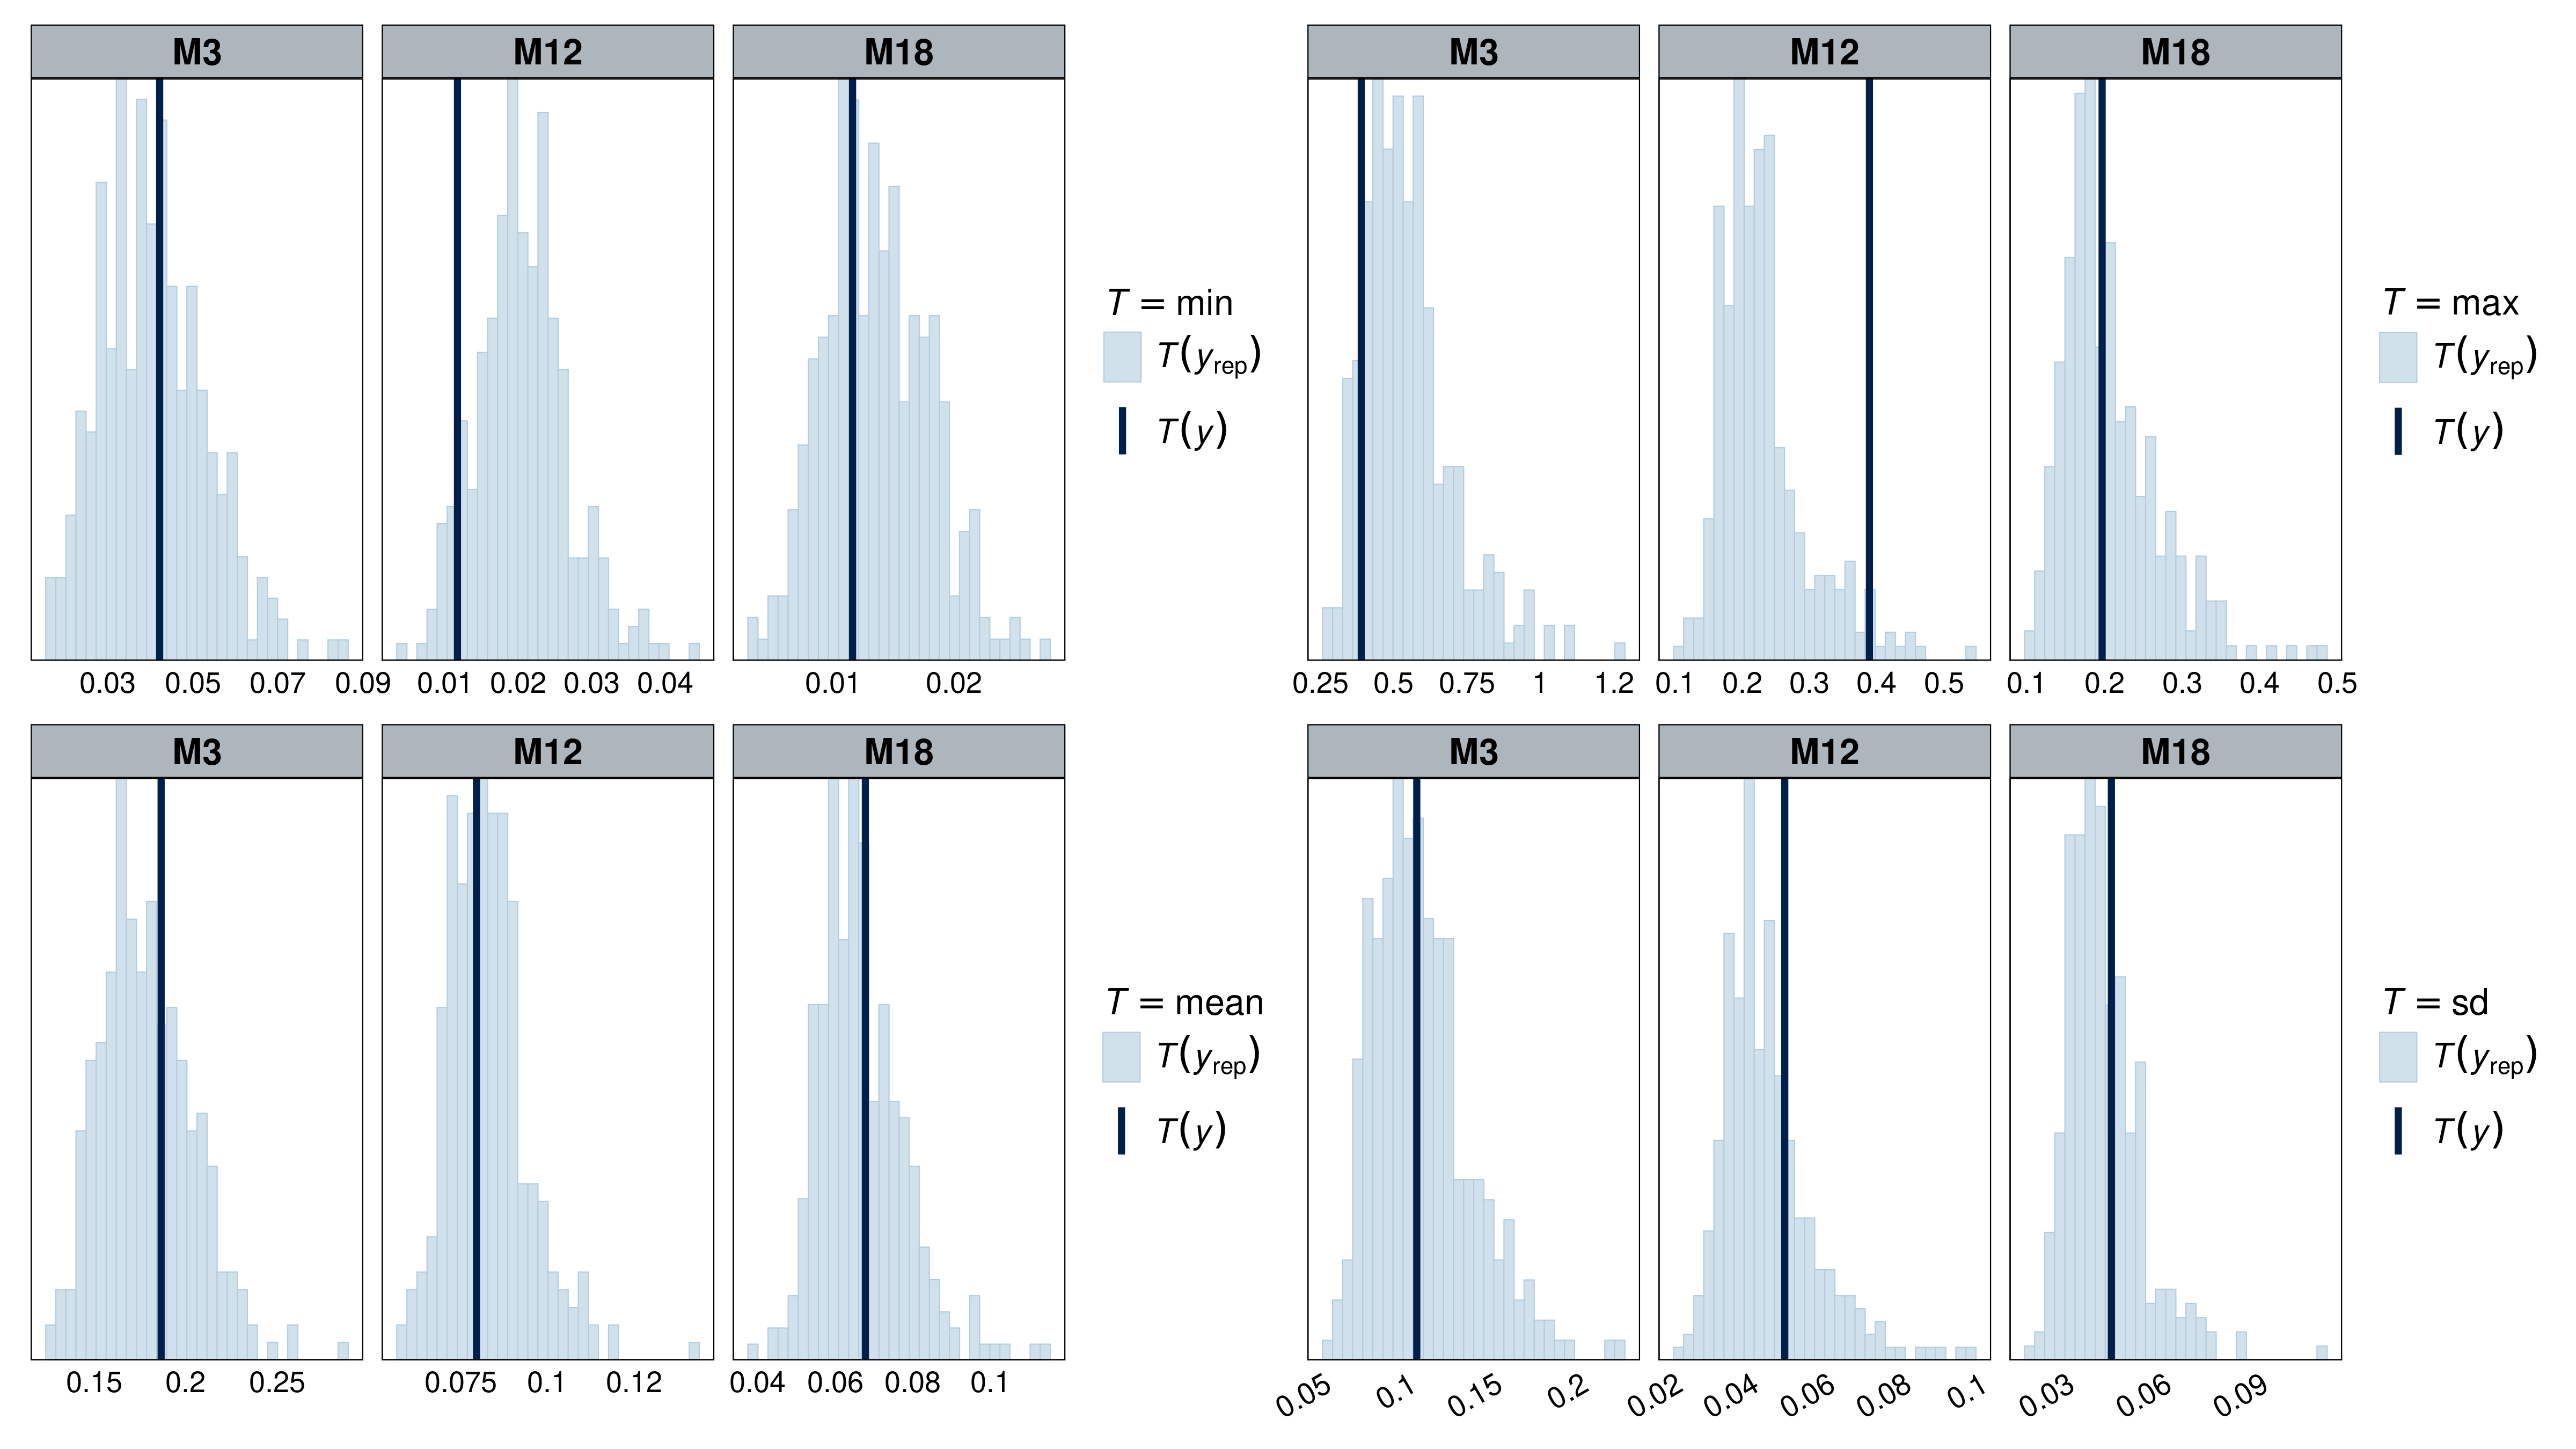 M3 M12 M18
T = min
T(yrep)
T(y)
0.03 0.05 0.07 0.09 0.01 0.02 0.03 0.04 0.01 0.02
M3 M12 M18
T = max
T(yrep)
T(y)
0.25 0.5 0.75 1 1.2 0.1 0.2 0.3 0.4 0.5 0.1 0.2 0.3 0.4 0.5
M3 M12 M18
T = mean
T(yrep)
T(y)
0.15 0.2 0.25 0.075 0.1 0.12 0.04 0.06 0.08 0.1
M3 M12 M18
T = sd
T(yrep)
T(y)
0.05 0.1 0.15 0.2 0.02 0.04 0.06 0.08 0.1 0.03 0.06 0.09